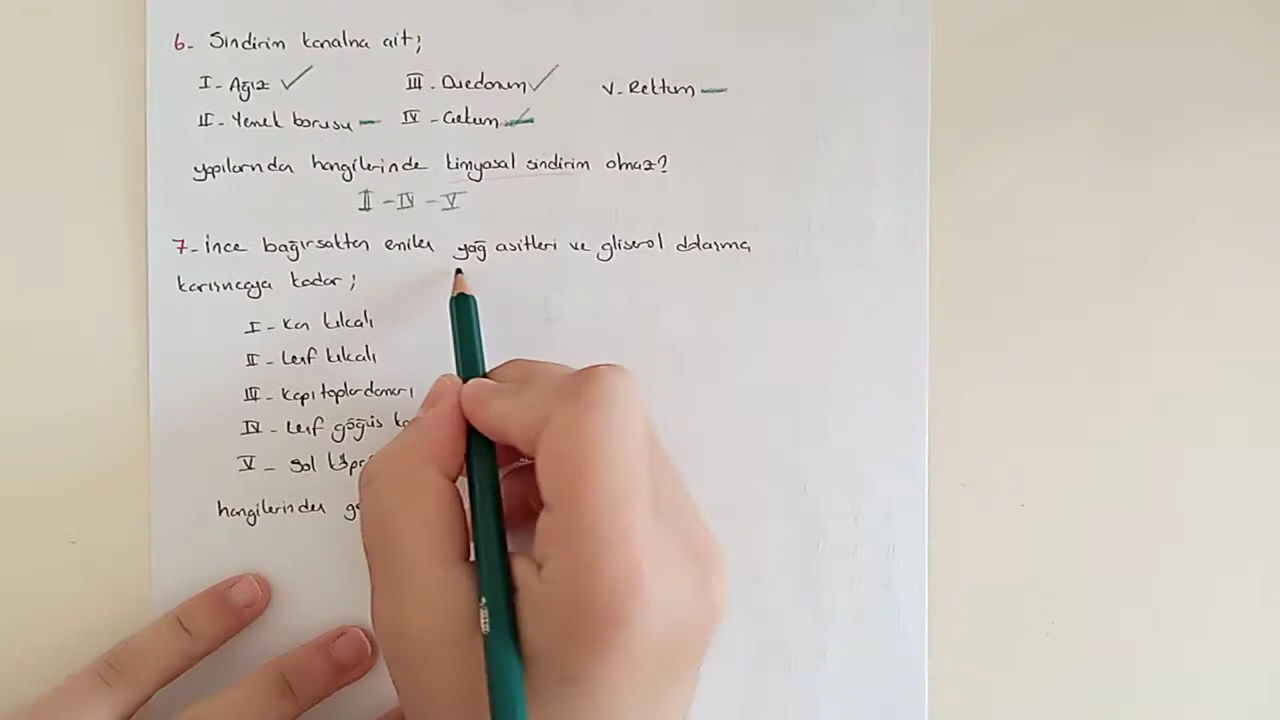 6- Sindirim kanalına ait;
I - Ağız ✓ III - Duedonum ✓ V- Rektum —
II - Yemek borusu — IV - Çekum
yapılarından hangilerinde kimyasal sindirim olmaz?
II - IV - V
7- İnce bağırsaktan emilen yağ asitleri ve gliserol dolaşıma
karışıncaya kadar;
I - Kan kılcalı
II - Lenf kılcalı
III - Kapı toplardamarı
IV - Lenf göğüs
V - Sol
hangilerinden